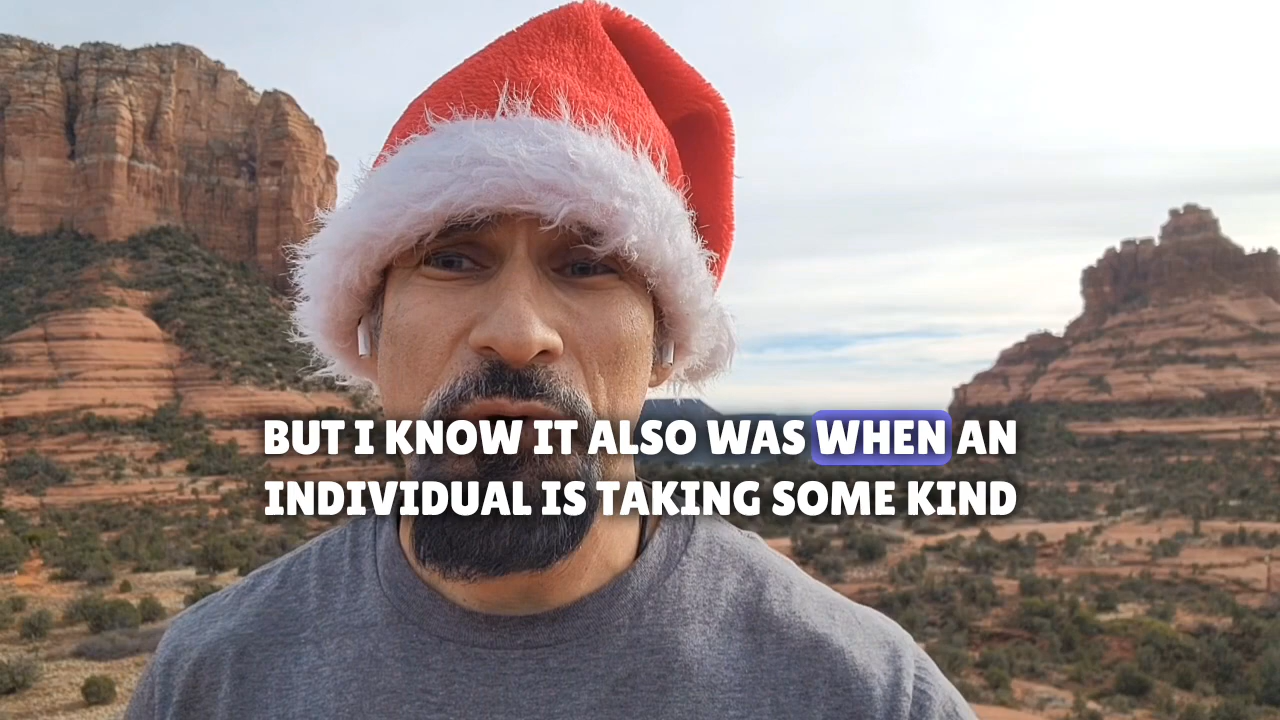 BUT I KNOW IT ALSO WAS WHEN AN
INDIVIDUAL IS TAKING SOME KIND